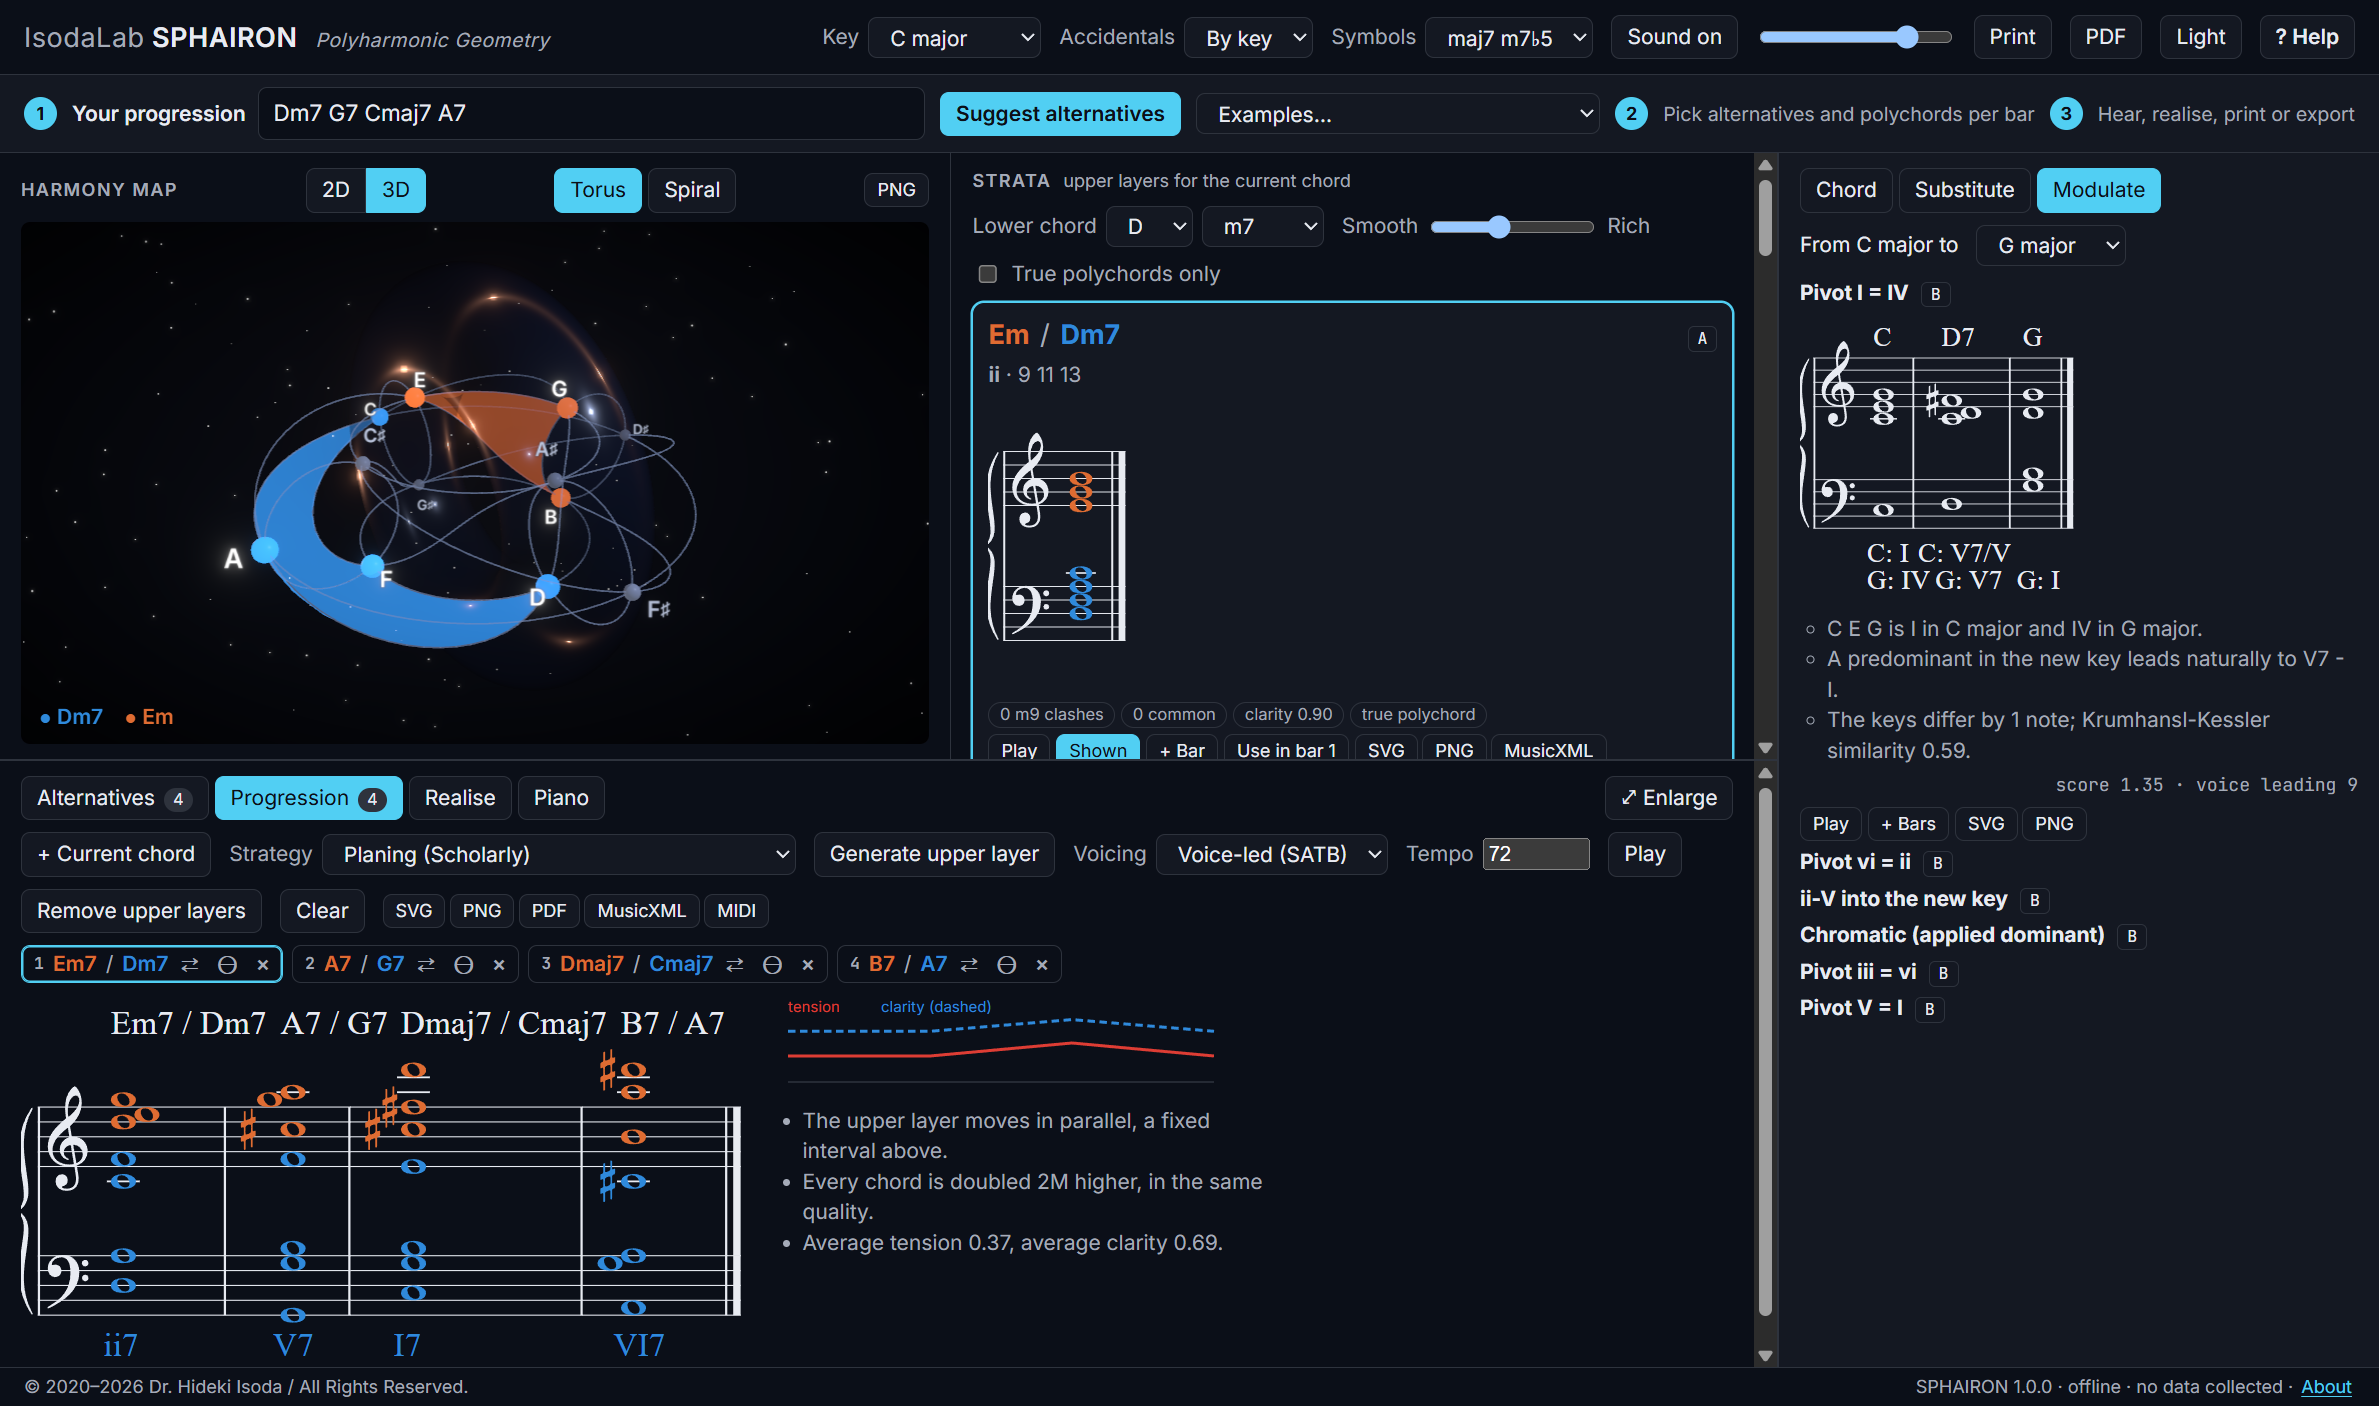 IsodaLab SPHAIRON Polyharmonic Geometry
Key C major Accidentals By key Symbols maj7 m7♭5 Sound on Print PDF Light ? Help
1 Your progression Dm7 G7 Cmaj7 A7 Suggest alternatives Examples... 2 Pick alternatives and polychords per bar 3 Hear, realise, print or export
HARMONY MAP 2D 3D Torus Spiral PNG
E
G
C
C♯
D♯
A♯
G♯
B
A
F
D
F♯
Dm7 Em
STRATA upper layers for the current chord
Lower chord D m7 Smooth Rich
True polychords only
Em / Dm7 A
ii · 9 11 13
0 m9 clashes 0 common clarity 0.90 true polychord
Play Shown + Bar Use in bar 1 SVG PNG MusicXML
Chord Substitute Modulate
From C major to G major
Pivot I = IV B
C D7 G
C: I C: V7/V
G: IV G: V7 G: I
C E G is I in C major and IV in G major.
A predominant in the new key leads naturally to V7 -
I.
The keys differ by 1 note; Krumhansl-Kessler
similarity 0.59.
score 1.35 · voice leading 9
Play + Bars SVG PNG
Pivot vi = ii B
ii-V into the new key B
Chromatic (applied dominant) B
Pivot iii = vi B
Pivot V = I B
Alternatives 4 Progression 4 Realise Piano Enlarge
+ Current chord Strategy Planing (Scholarly) Generate upper layer Voicing Voice-led (SATB) Tempo 72 Play
Remove upper layers Clear SVG PNG PDF MusicXML MIDI
1 Em7 / Dm7 ⇄ × 2 A7 / G7 ⇄ × 3 Dmaj7 / Cmaj7 ⇄ × 4 B7 / A7 ⇄ ×
Em7 / Dm7 A7 / G7 Dmaj7 / Cmaj7 B7 / A7
ii7 V7 I7 VI7
tension clarity (dashed)
The upper layer moves in parallel, a fixed
interval above.
Every chord is doubled 2M higher, in the same
quality.
Average tension 0.37, average clarity 0.69.
© 2020–2026 Dr. Hideki Isoda / All Rights Reserved.
SPHAIRON 1.0.0 · offline · no data collected · About